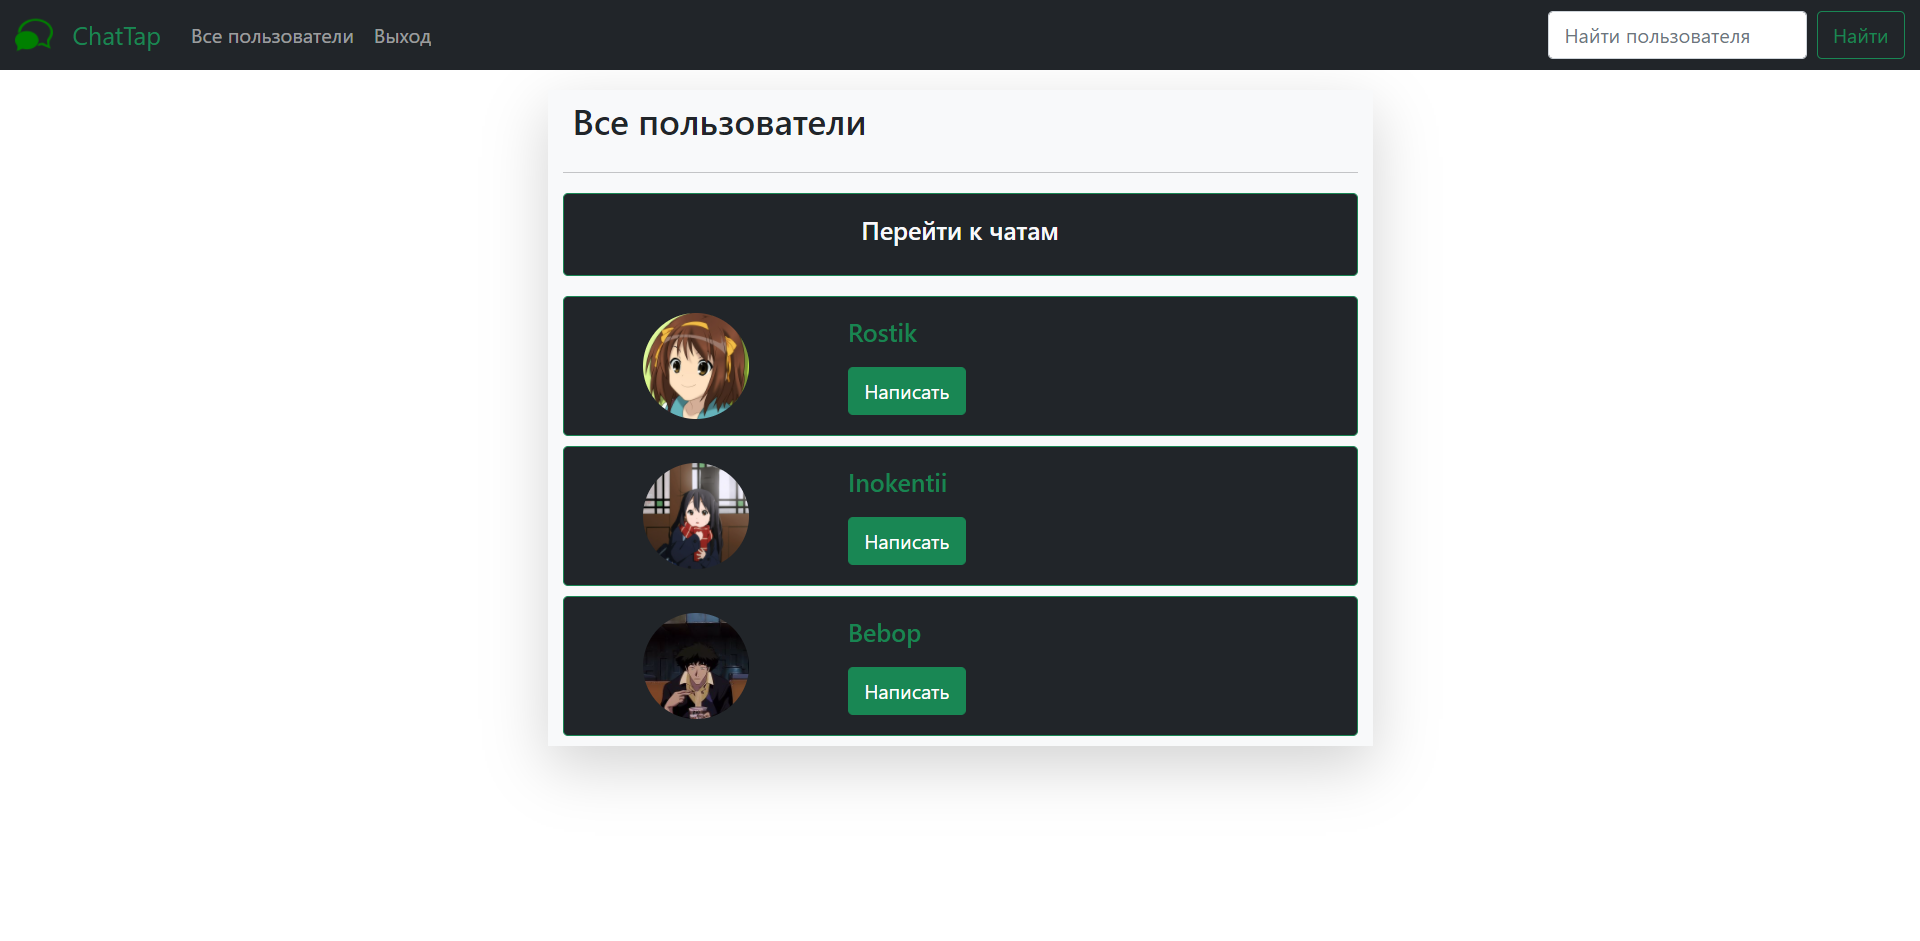 ChatTap Все пользователи Выход Найти пользователя Найти
Все пользователи
Перейти к чатам
Rostik
Написать
Inokentii
Написать
Bebop
Написать